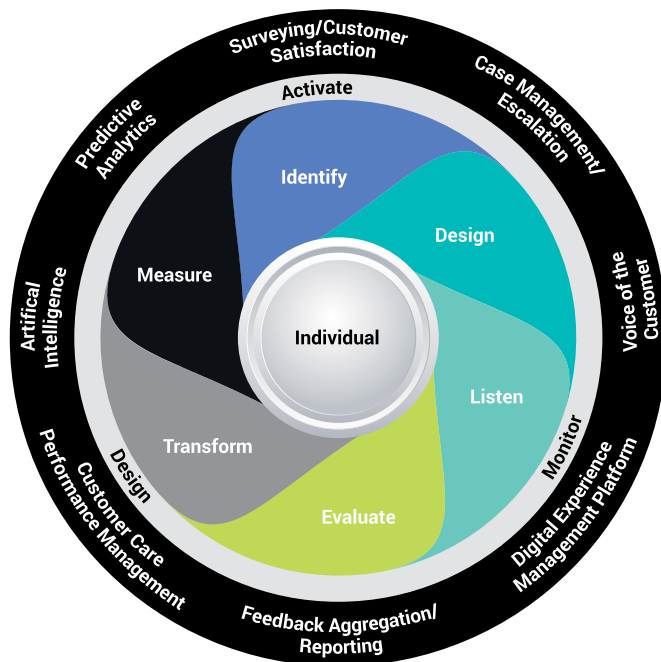 Surveying/Customer
Satisfaction
Case Management/
Escalation
Voice of the
Customer
Digital Experience
Management Platform
Feedback Aggregation/
Reporting
Customer Care
Performance Management
Artifical
Intelligence
Predictive
Analytics
Activate
Monitor
Design
Identify
Design
Listen
Evaluate
Transform
Measure
Individual